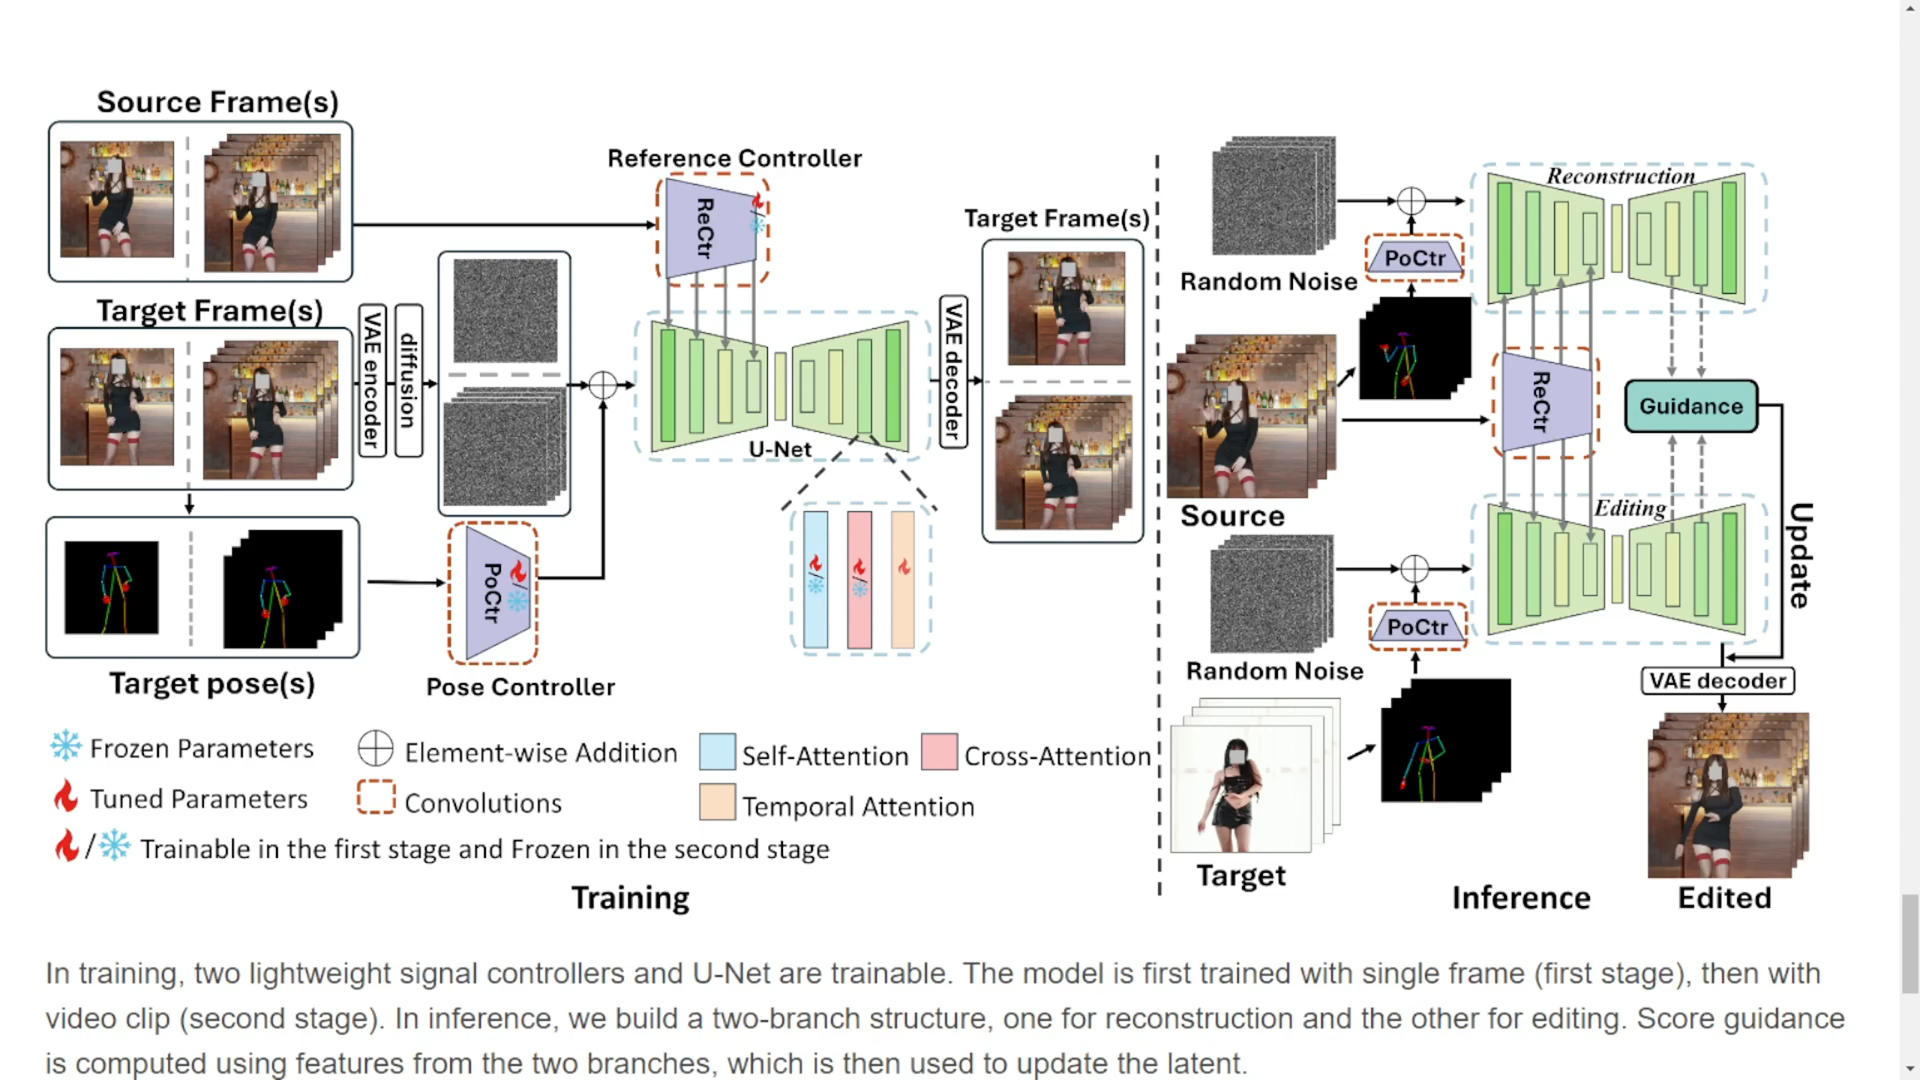 Source Frame(s)
Target Frame(s)
Target pose(s)
VAE encoder
diffusion
Reference Controller
ReCtr
PoCtr
Pose Controller
U-Net
VAE decoder
Target Frame(s)
Frozen Parameters
Element-wise Addition
Self-Attention
Cross-Attention
Tuned Parameters
Convolutions
Temporal Attention
/ Trainable in the first stage and Frozen in the second stage
Training
Random Noise
PoCtr
Reconstruction
Source
ReCtr
Guidance
Update
Editing
Random Noise
PoCtr
Target
VAE decoder
Edited
Inference
In training, two lightweight signal controllers and U-Net are trainable. The model is first trained with single frame (first stage), then with
video clip (second stage). In inference, we build a two-branch structure, one for reconstruction and the other for editing. Score guidance
is computed using features from the two branches, which is then used to update the latent.